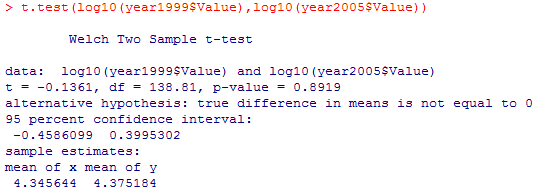 > t.test(log10(year1999$Value),log10(year2005$Value))
Welch Two Sample t-test
data:  log10(year1999$Value) and log10(year2005$Value)
t = -0.1361, df = 138.81, p-value = 0.8919
alternative hypothesis: true difference in means is not equal to 0
95 percent confidence interval:
-0.4586099  0.3995302
sample estimates:
mean of x mean of y
4.345644  4.375184